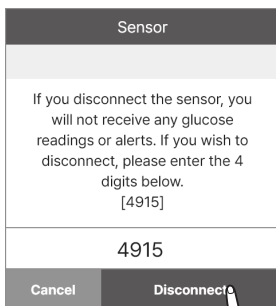 Sensor
If you disconnect the sensor, you
will not receive any glucose
readings or alerts. If you wish to
disconnect, please enter the 4
digits below.
[4915]
4915
Cancel Disconnect